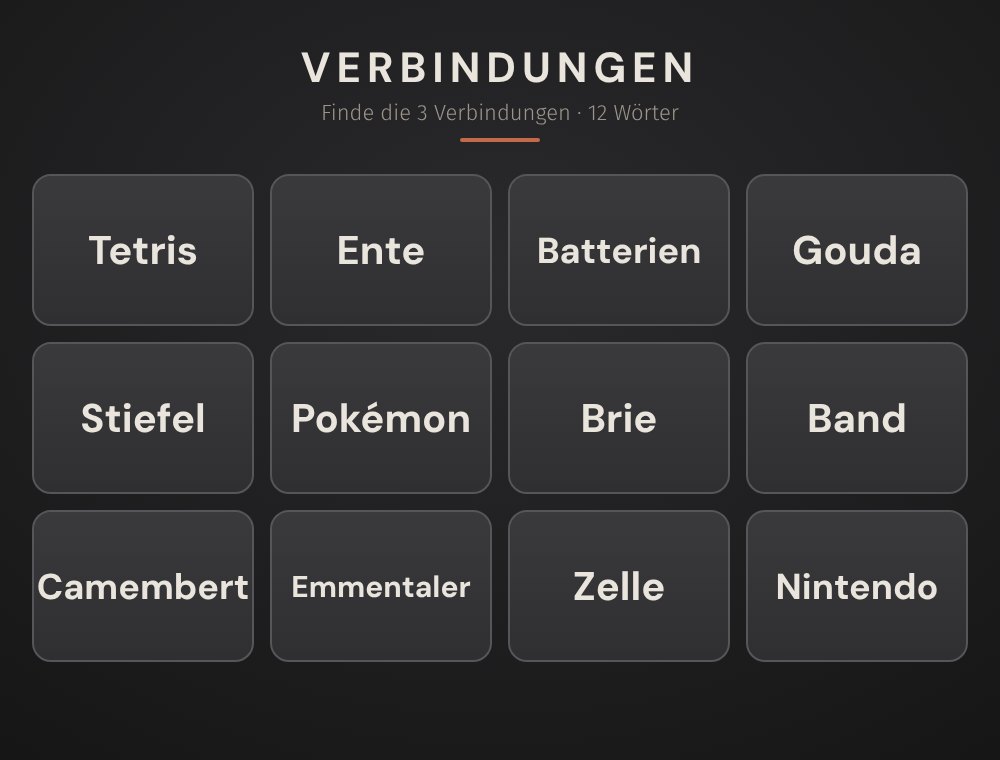 VERBINDUNGEN
Finde die 3 Verbindungen · 12 Wörter
Tetris
Ente
Batterien
Gouda
Stiefel
Pokémon
Brie
Band
Camembert
Emmentaler
Zelle
Nintendo